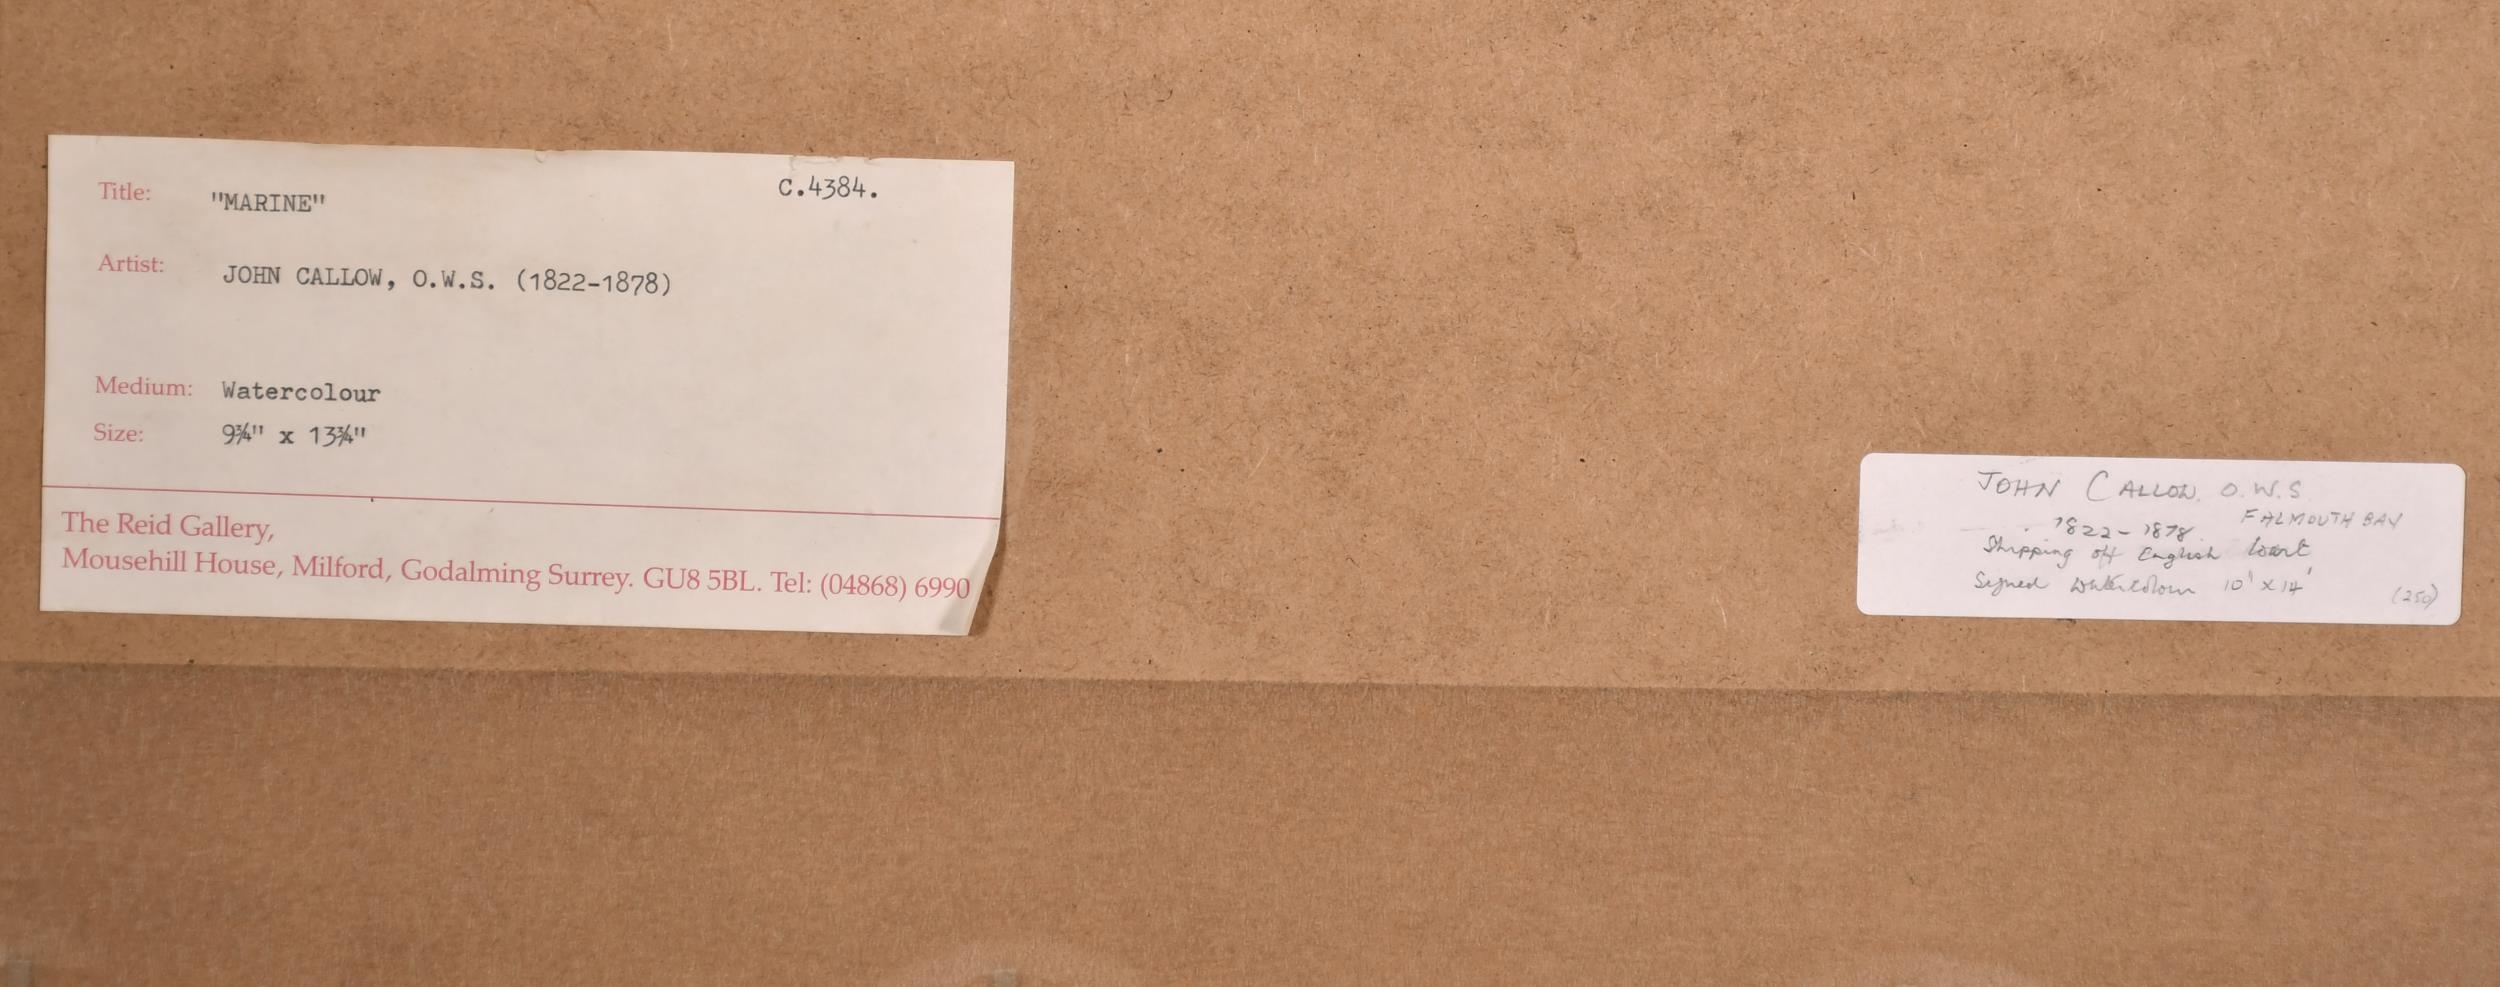 Title: "MARINE" C.4384.
Artist: JOHN CALLOW, O.W.S. (1822-1878)
Medium: Watercolour
Size: 9¾" x 13¾"
The Reid Gallery,
Mousehill House, Milford, Godalming Surrey. GU8 5BL. Tel: (04868) 6990
JOHN CALLOW. O.W.S
FALMOUTH BAY
1822-1878
Shipping off English Coast
Signed Watercolour 10' x 14'
(250)